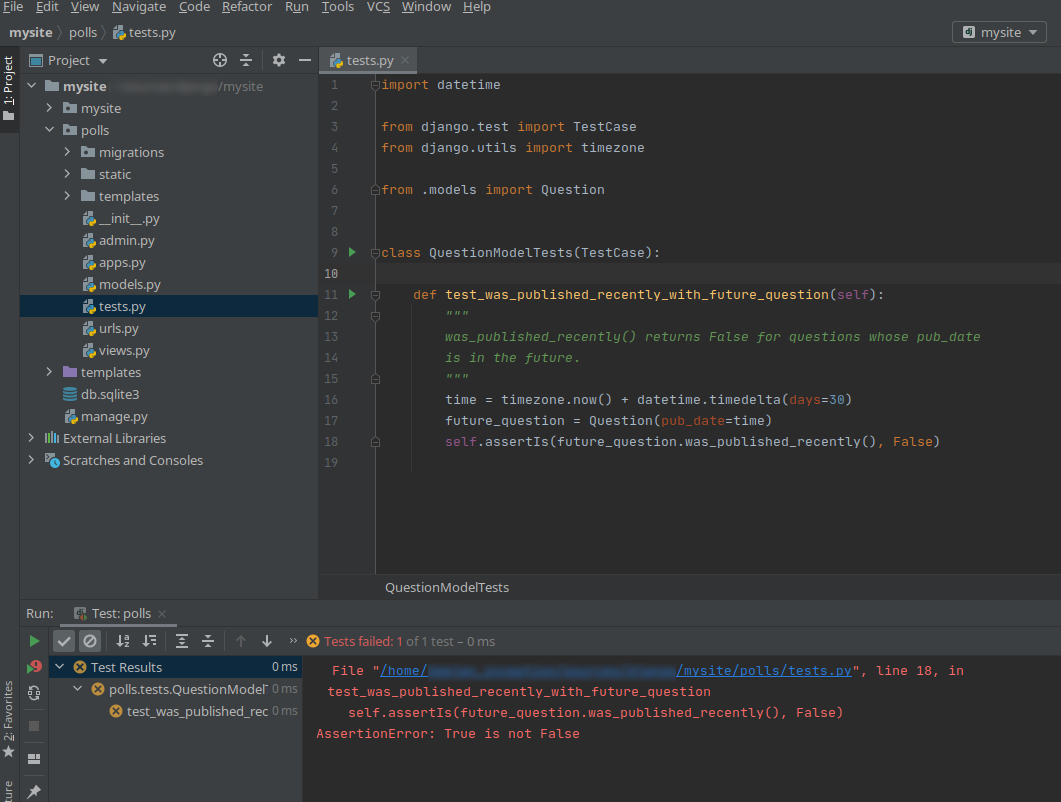 File Edit View Navigate Code Refactor Run Tools VCS Window Help
mysite polls tests.py
mysite
1: Project
Project
tests.py
mysite /mysite
mysite
polls
migrations
static
templates
__init__.py
admin.py
apps.py
models.py
tests.py
urls.py
views.py
templates
db.sqlite3
manage.py
External Libraries
Scratches and Consoles
1 import datetime
2
3 from django.test import TestCase
4 from django.utils import timezone
5
6 from .models import Question
7
8
9 class QuestionModelTests(TestCase):
10
11 def test_was_published_recently_with_future_question(self):
12 """
13 was_published_recently() returns False for questions whose pub_date
14 is in the future.
15 """
16 time = timezone.now() + datetime.timedelta(days=30)
17 future_question = Question(pub_date=time)
18 self.assertIs(future_question.was_published_recently(), False)
19
QuestionModelTests
Run: Test: polls
Tests failed: 1 of 1 test – 0 ms
Test Results 0 ms
polls.tests.QuestionModelT 0 ms
test_was_published_rec 0 ms
File "/home/ /mysite/polls/tests.py", line 18, in
test_was_published_recently_with_future_question
self.assertIs(future_question.was_published_recently(), False)
AssertionError: True is not False
2: Favorites
ture